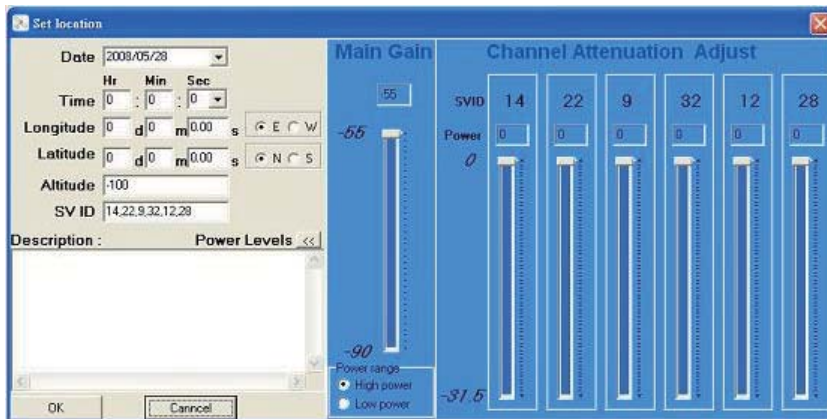 Set location
Date 2008/05/28
Hr Min Sec
Time 0 : 0 : 0
Longitude 0 d 0 m 0.00 s E W
Latitude 0 d 0 m 0.00 s N S
Altitude -100
SV ID 14,22,9,32,12,28
Description : Power Levels <<
OK Canncel
Main Gain
-55
-55
-90
Power range
High power
Low power
Channel Attenuation Adjust
SVID 14 22 9 32 12 28
Power 0 0 0 0 0 0
0
-31.5